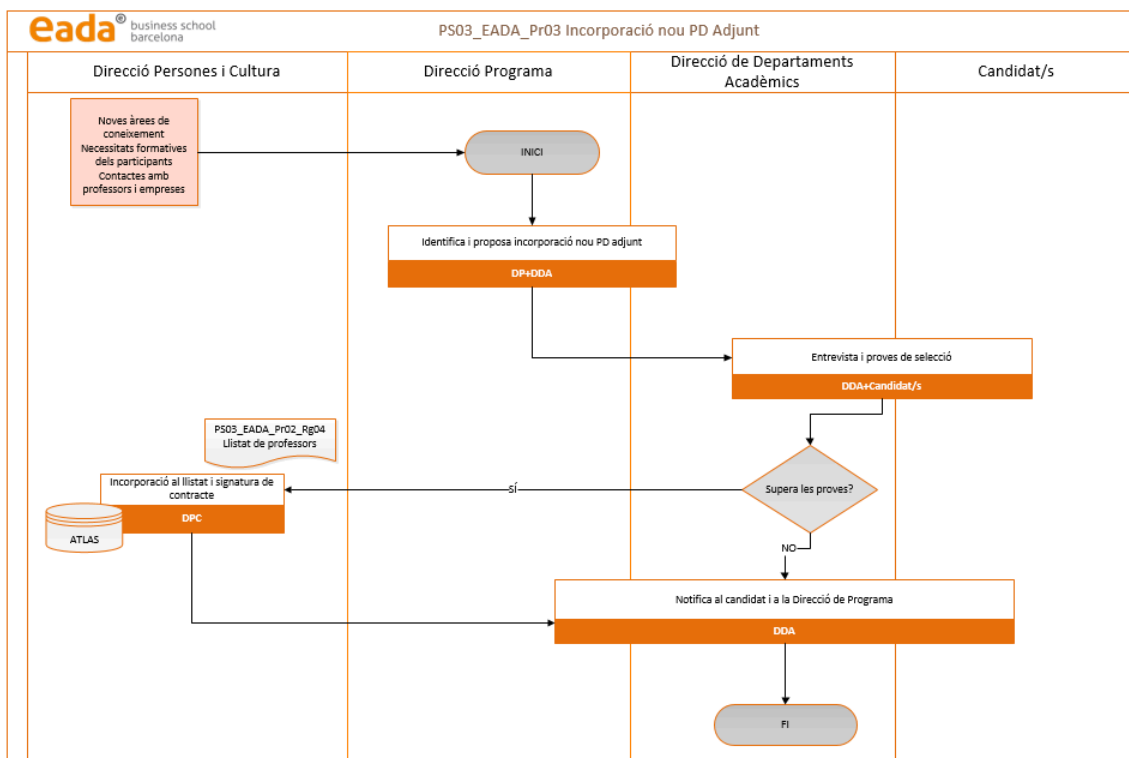 eada® business school
barcelona
PS03_EADA_Pr03 Incorporació nou PD Adjunt
Direcció Persones i Cultura
Direcció Programa
Direcció de Departaments
Acadèmics
Candidat/s
Noves àrees de
coneixement
Necessitats formatives
dels participants
Contactes amb
professors i empreses
INICI
Identifica i proposa incorporació nou PD adjunt
DP+DDA
Entrevista i proves de selecció
DDA+Candidat/s
PS03_EADA_Pr02_Rg04
Llistat de professors
Incorporació al llistat i signatura de
contracte
DPC
ATLAS
SÍ
Supera les proves?
NO
Notifica al candidat i a la Direcció de Programa
DDA
FI